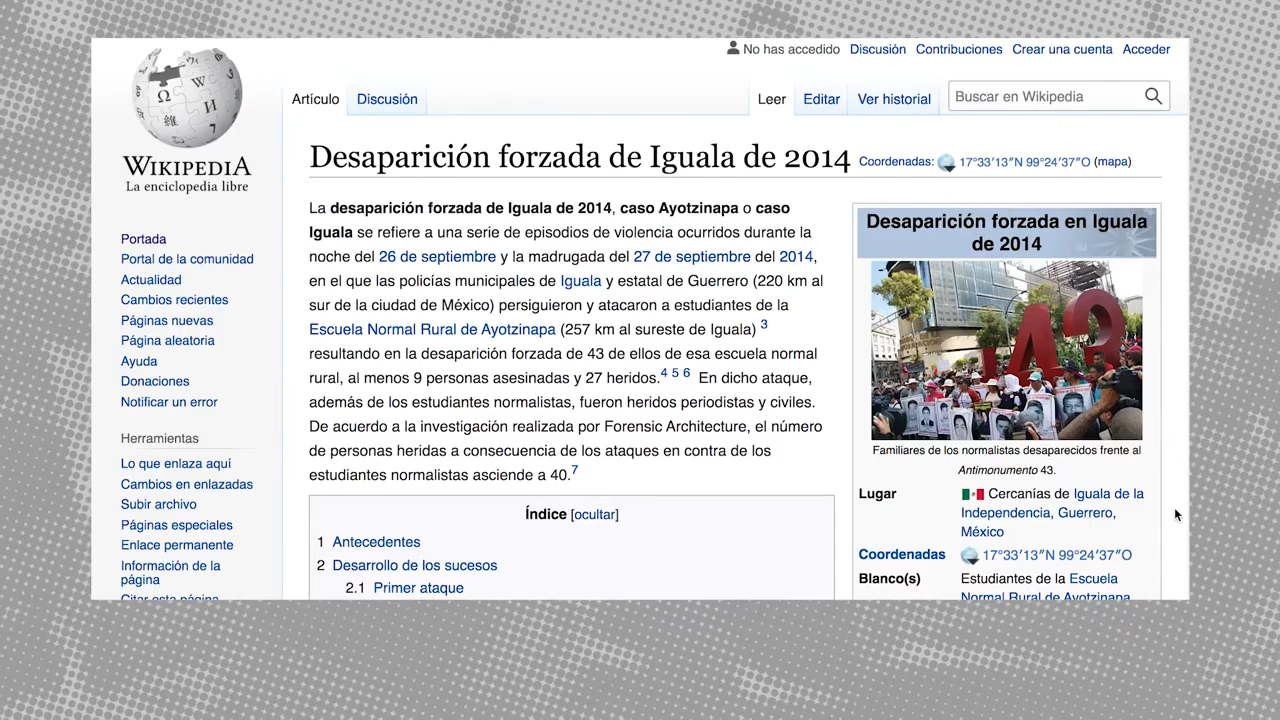 No has accedido Discusión Contribuciones Crear una cuenta Acceder
Artículo Discusión Leer Editar Ver historial Buscar en Wikipedia
WIKIPEDIA
La enciclopedia libre
Portada
Portal de la comunidad
Actualidad
Cambios recientes
Páginas nuevas
Página aleatoria
Ayuda
Donaciones
Notificar un error
Herramientas
Lo que enlaza aquí
Cambios en enlazadas
Subir archivo
Páginas especiales
Enlace permanente
Información de la
página
Citar esta página
Desaparición forzada de Iguala de 2014 Coordenadas: 17°33′13″N 99°24′37″O (mapa)
La desaparición forzada de Iguala de 2014, caso Ayotzinapa o caso
Iguala se refiere a una serie de episodios de violencia ocurridos durante la
noche del 26 de septiembre y la madrugada del 27 de septiembre del 2014,
en el que las policías municipales de Iguala y estatal de Guerrero (220 km al
sur de la ciudad de México) persiguieron y atacaron a estudiantes de la
Escuela Normal Rural de Ayotzinapa (257 km al sureste de Iguala) 3
resultando en la desaparición forzada de 43 de ellos de esa escuela normal
rural, al menos 9 personas asesinadas y 27 heridos.4 5 6 En dicho ataque,
además de los estudiantes normalistas, fueron heridos periodistas y civiles.
De acuerdo a la investigación realizada por Forensic Architecture, el número
de personas heridas a consecuencia de los ataques en contra de los
estudiantes normalistas asciende a 40.7
Índice [ocultar]
1 Antecedentes
2 Desarrollo de los sucesos
2.1 Primer ataque
Desaparición forzada en Iguala
de 2014
Familiares de los normalistas desaparecidos frente al
Antimonumento 43.
Lugar Cercanías de Iguala de la
Independencia, Guerrero,
México
Coordenadas 17°33′13″N 99°24′37″O
Blanco(s) Estudiantes de la Escuela
Normal Rural de Ayotzinapa